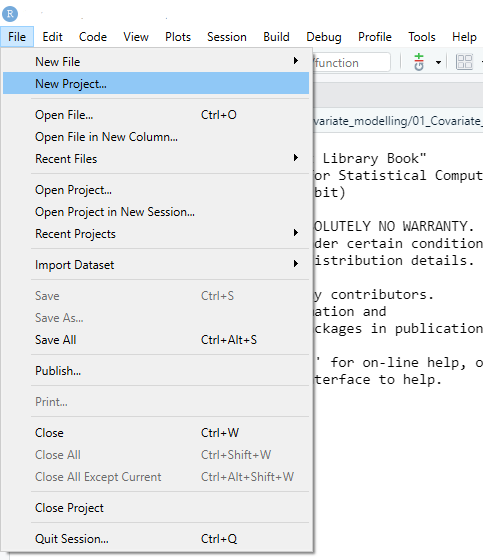 R
File Edit Code View Plots Session Build Debug Profile Tools Help
New File
New Project...
Open File... Ctrl+O
Open File in New Column...
Recent Files
Open Project...
Open Project in New Session...
Recent Projects
Import Dataset
Save Ctrl+S
Save As...
Save All Ctrl+Alt+S
Publish...
Print...
Close Ctrl+W
Close All Ctrl+Shift+W
Close All Except Current Ctrl+Alt+Shift+W
Close Project
Quit Session... Ctrl+Q
/function
variate_modelling/01_Covariate_
Library Book"
or Statistical Comput
bit)
OLUTELY NO WARRANTY.
der certain condition
istribution details.
y contributors.
ation and
ckages in publication
' for on-line help, o
terface to help.